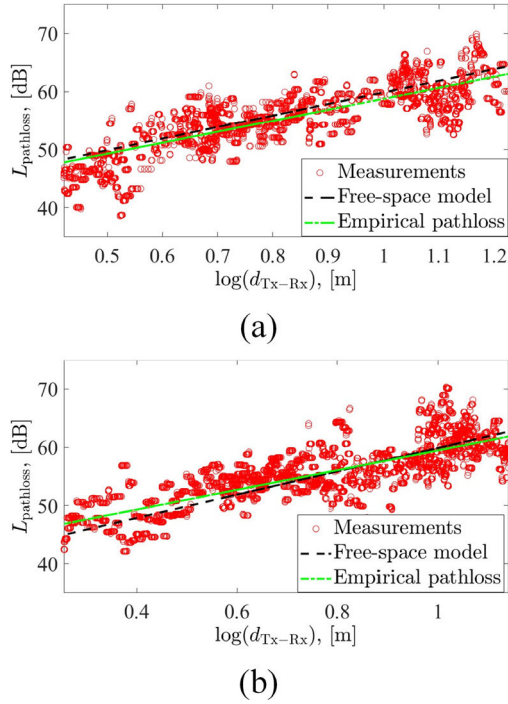 (a)
70
60
50
40
L_pathloss, [dB]
Measurements
Free-space model
Empirical pathloss
0.5 0.6 0.7 0.8 0.9 1 1.1 1.2
log(d_Tx−Rx), [m]
(a)
70
60
50
40
L_pathloss, [dB]
Measurements
Free-space model
Empirical pathloss
0.4 0.6 0.8 1
log(d_Tx−Rx), [m]
(b)